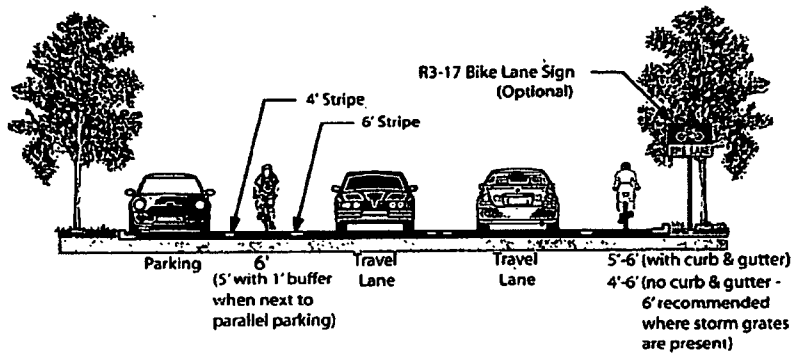 R3-17 Bike Lane Sign
(Optional)
4' Stripe
6' Stripe
BIKE LANE
Parking
6'
(5' with 1' buffer
when next to
parallel parking)
Travel
Lane
Travel
Lane
5'-6' (with curb & gutter)
4'-6' (no curb & gutter -
6' recommended
where storm grates
are present)